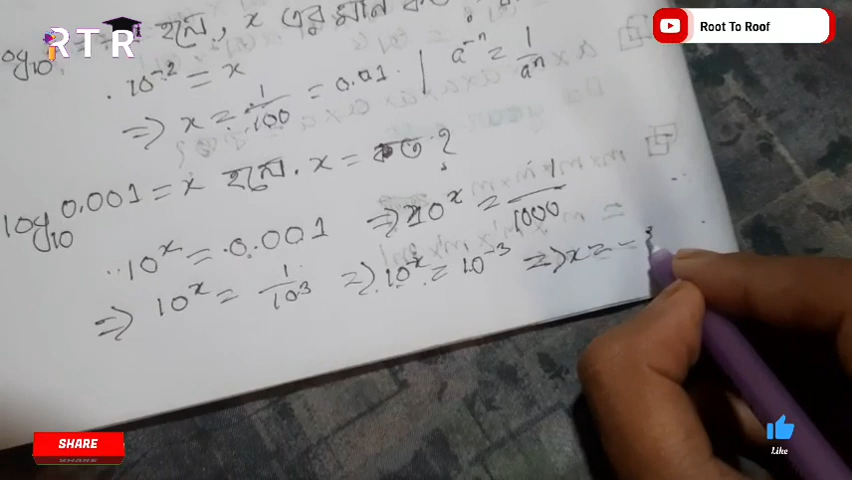 RTR
Root To Roof
log₁₀ হলে, x এর মান
10⁻² = x
⇒ x = 1/100 = 0.01 | a⁻ⁿ = 1/aⁿ
log₁₀ 0.001 = x হলে. x = কত ?
10ˣ = 0.001 ⇒ 10ˣ = 1/1000
⇒ 10ˣ = 1/10³ ⇒ 10ˣ = 10⁻³ ⇒ x = -
SHARE
Like